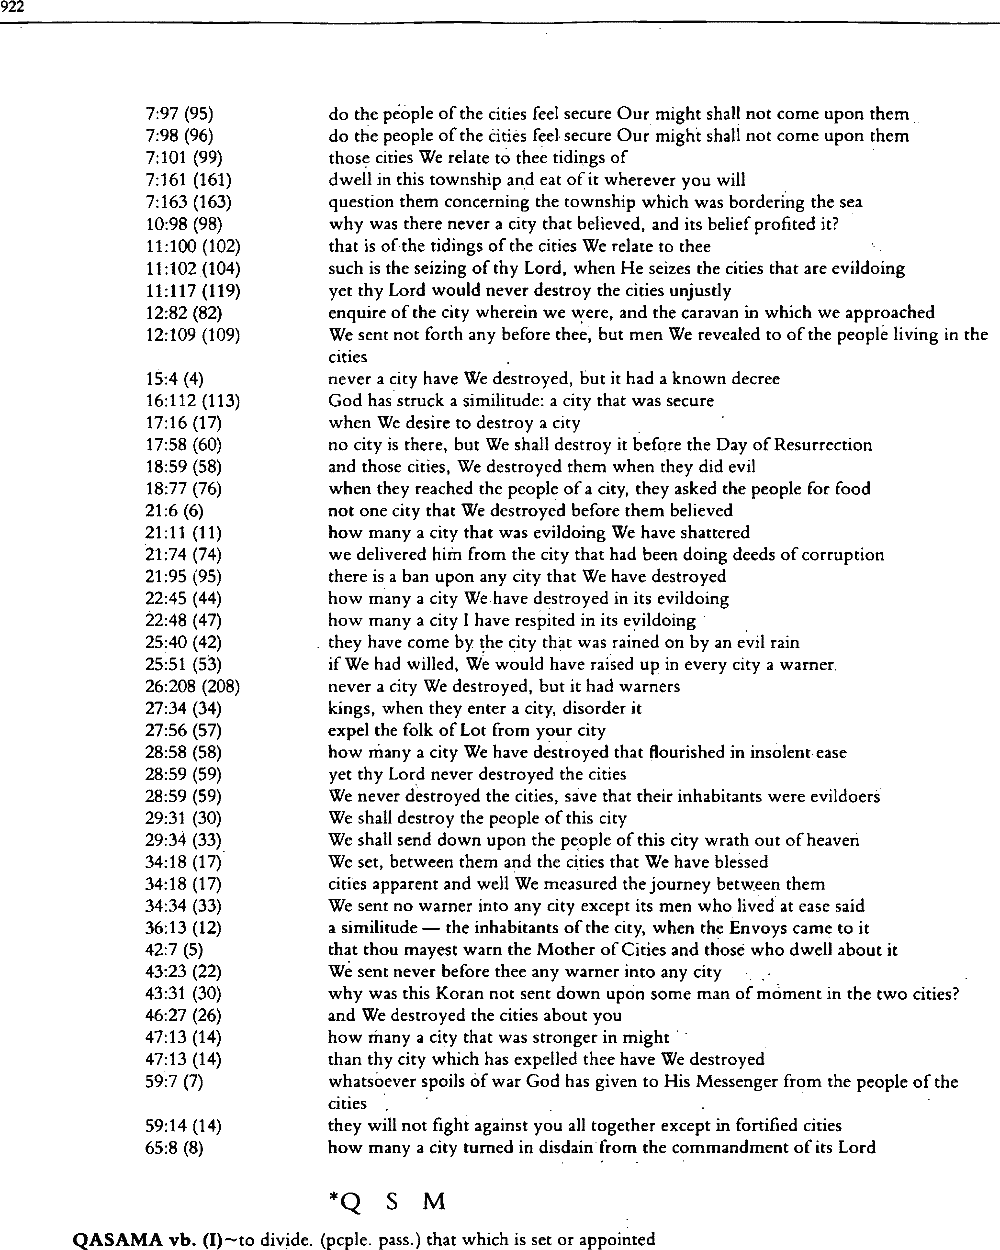 922
7:97 (95) do the people of the cities feel secure Our might shall not come upon them
7:98 (96) do the people of the cities feel secure Our might shall not come upon them
7:101 (99) those cities We relate to thee tidings of
7:161 (161) dwell in this township and eat of it wherever you will
7:163 (163) question them concerning the township which was bordering the sea
10:98 (98) why was there never a city that believed, and its belief profited it?
11:100 (102) that is of the tidings of the cities We relate to thee
11:102 (104) such is the seizing of thy Lord, when He seizes the cities that are evildoing
11:117 (119) yet thy Lord would never destroy the cities unjustly
12:82 (82) enquire of the city wherein we were, and the caravan in which we approached
12:109 (109) We sent not forth any before thee, but men We revealed to of the people living in the
cities
15:4 (4) never a city have We destroyed, but it had a known decree
16:112 (113) God has struck a similitude: a city that was secure
17:16 (17) when We desire to destroy a city
17:58 (60) no city is there, but We shall destroy it before the Day of Resurrection
18:59 (58) and those cities, We destroyed them when they did evil
18:77 (76) when they reached the people of a city, they asked the people for food
21:6 (6) not one city that We destroyed before them believed
21:11 (11) how many a city that was evildoing We have shattered
21:74 (74) we delivered him from the city that had been doing deeds of corruption
21:95 (95) there is a ban upon any city that We have destroyed
22:45 (44) how many a city We have destroyed in its evildoing
22:48 (47) how many a city I have respited in its evildoing
25:40 (42) they have come by the city that was rained on by an evil rain
25:51 (53) if We had willed, We would have raised up in every city a warner
26:208 (208) never a city We destroyed, but it had warners
27:34 (34) kings, when they enter a city, disorder it
27:56 (57) expel the folk of Lot from your city
28:58 (58) how many a city We have destroyed that flourished in insolent ease
28:59 (59) yet thy Lord never destroyed the cities
28:59 (59) We never destroyed the cities, save that their inhabitants were evildoers
29:31 (30) We shall destroy the people of this city
29:34 (33) We shall send down upon the people of this city wrath out of heaven
34:18 (17) We set, between them and the cities that We have blessed
34:18 (17) cities apparent and well We measured the journey between them
34:34 (33) We sent no warner into any city except its men who lived at ease said
36:13 (12) a similitude — the inhabitants of the city, when the Envoys came to it
42:7 (5) that thou mayest warn the Mother of Cities and those who dwell about it
43:23 (22) We sent never before thee any warner into any city
43:31 (30) why was this Koran not sent down upon some man of moment in the two cities?
46:27 (26) and We destroyed the cities about you
47:13 (14) how many a city that was stronger in might
47:13 (14) than thy city which has expelled thee have We destroyed
59:7 (7) whatsoever spoils of war God has given to His Messenger from the people of the
cities
59:14 (14) they will not fight against you all together except in fortified cities
65:8 (8) how many a city turned in disdain from the commandment of its Lord
*Q S M
QASAMA vb. (I)~to divide. (pcple. pass.) that which is set or appointed